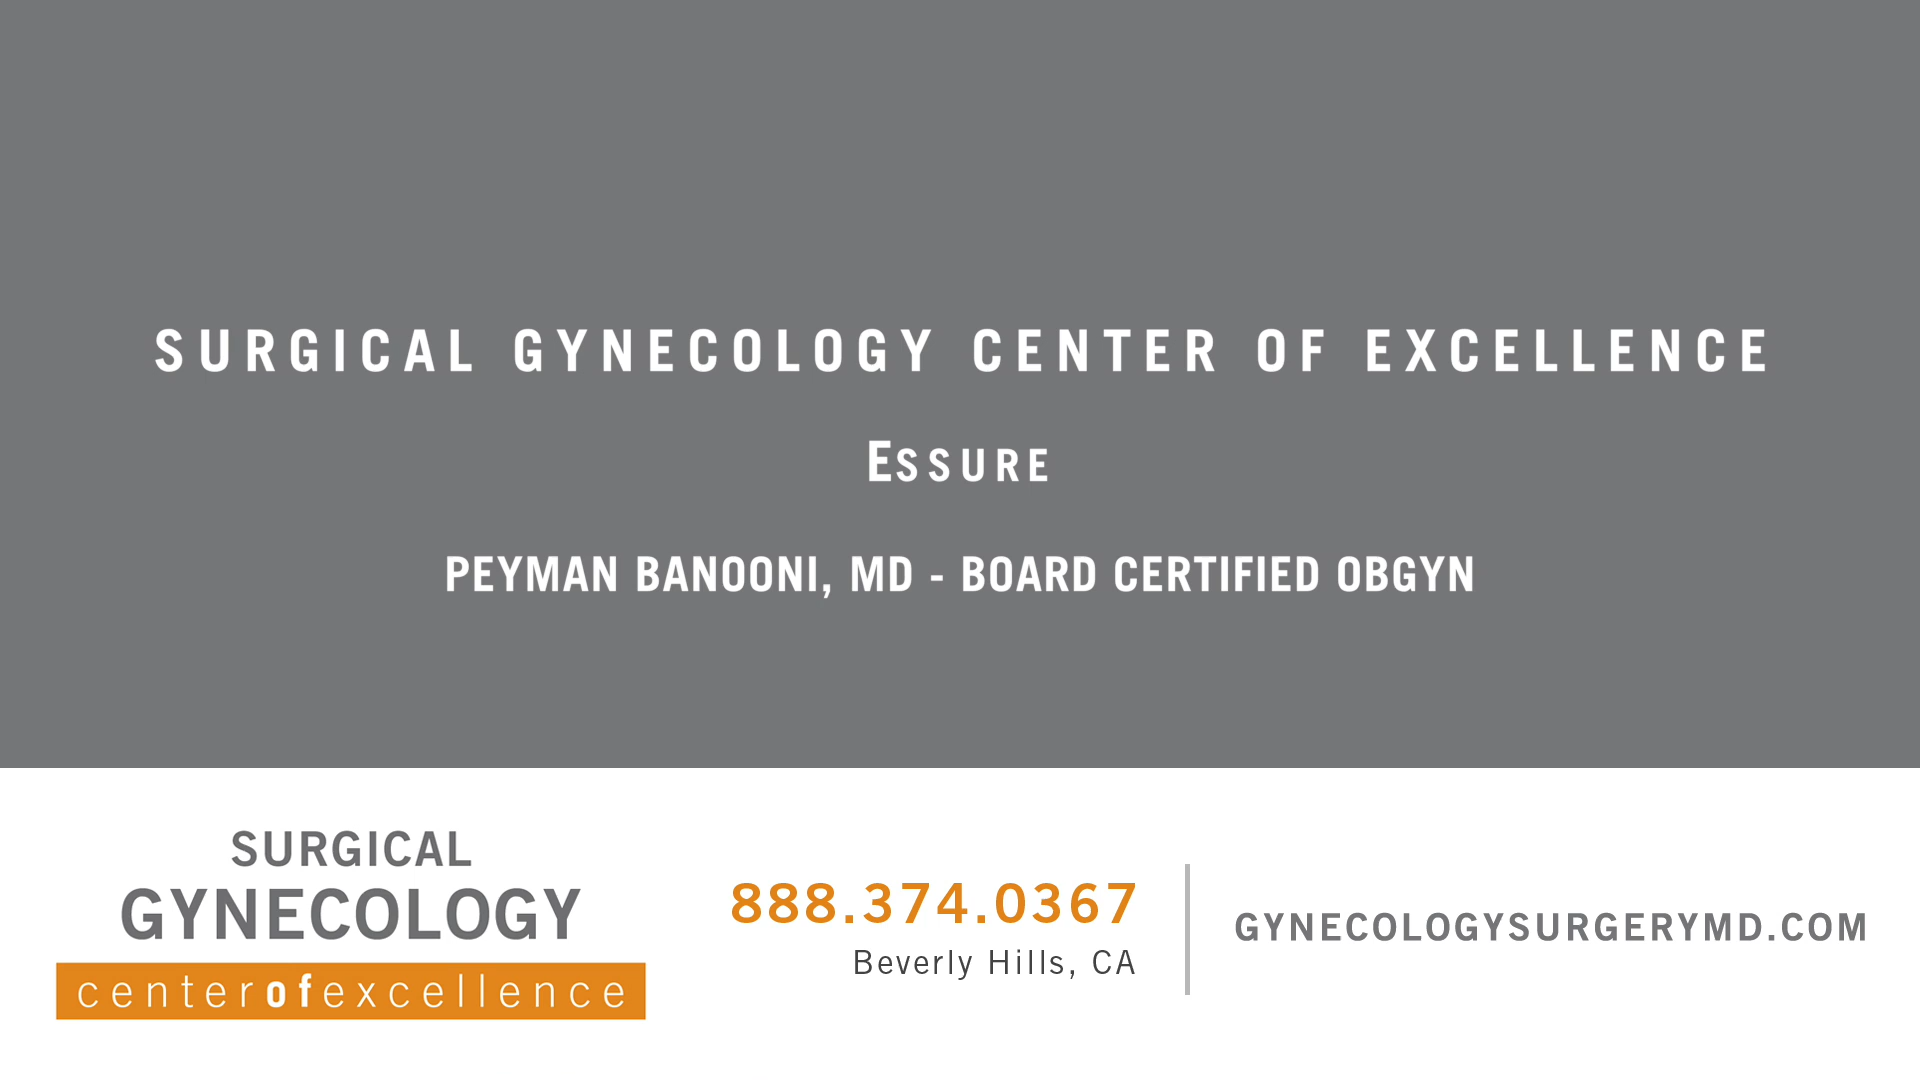 SURGICAL GYNECOLOGY CENTER OF EXCELLENCE
ESSURE
PEYMAN BANOONI, MD - BOARD CERTIFIED OBGYN
SURGICAL
GYNECOLOGY
centerofexcellence
888.374.0367
Beverly Hills, CA
GYNECOLOGYSURGERYMD.COM